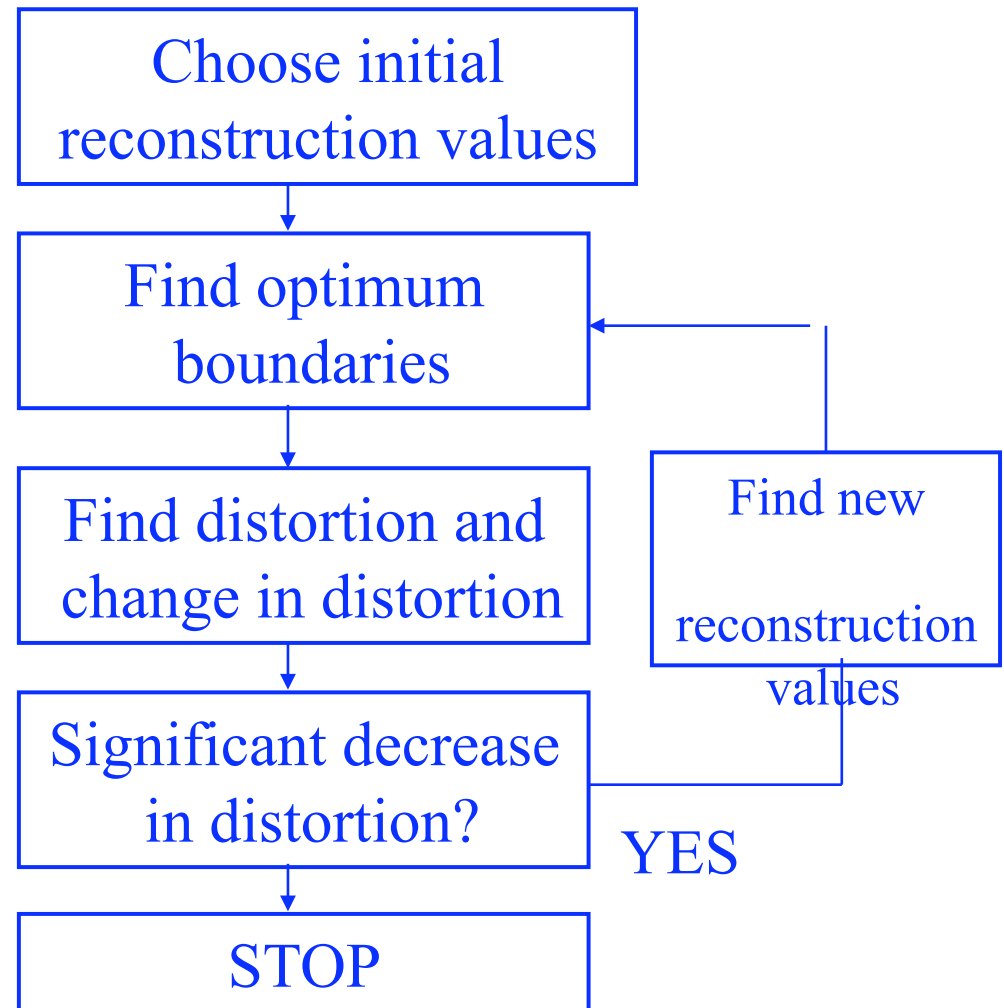 Choose initial
reconstruction values
Find optimum
boundaries
Find distortion and
change in distortion
Significant decrease
in distortion?
YES
Find new
reconstruction
values
STOP